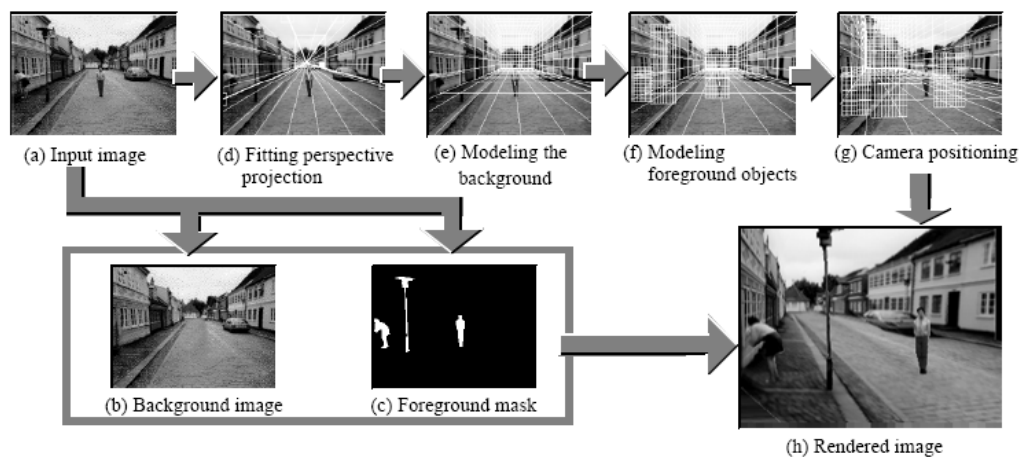 (a) Input image
(d) Fitting perspective
projection
(e) Modeling the
background
(f) Modeling
foreground objects
(g) Camera positioning
(b) Background image
(c) Foreground mask
(h) Rendered image